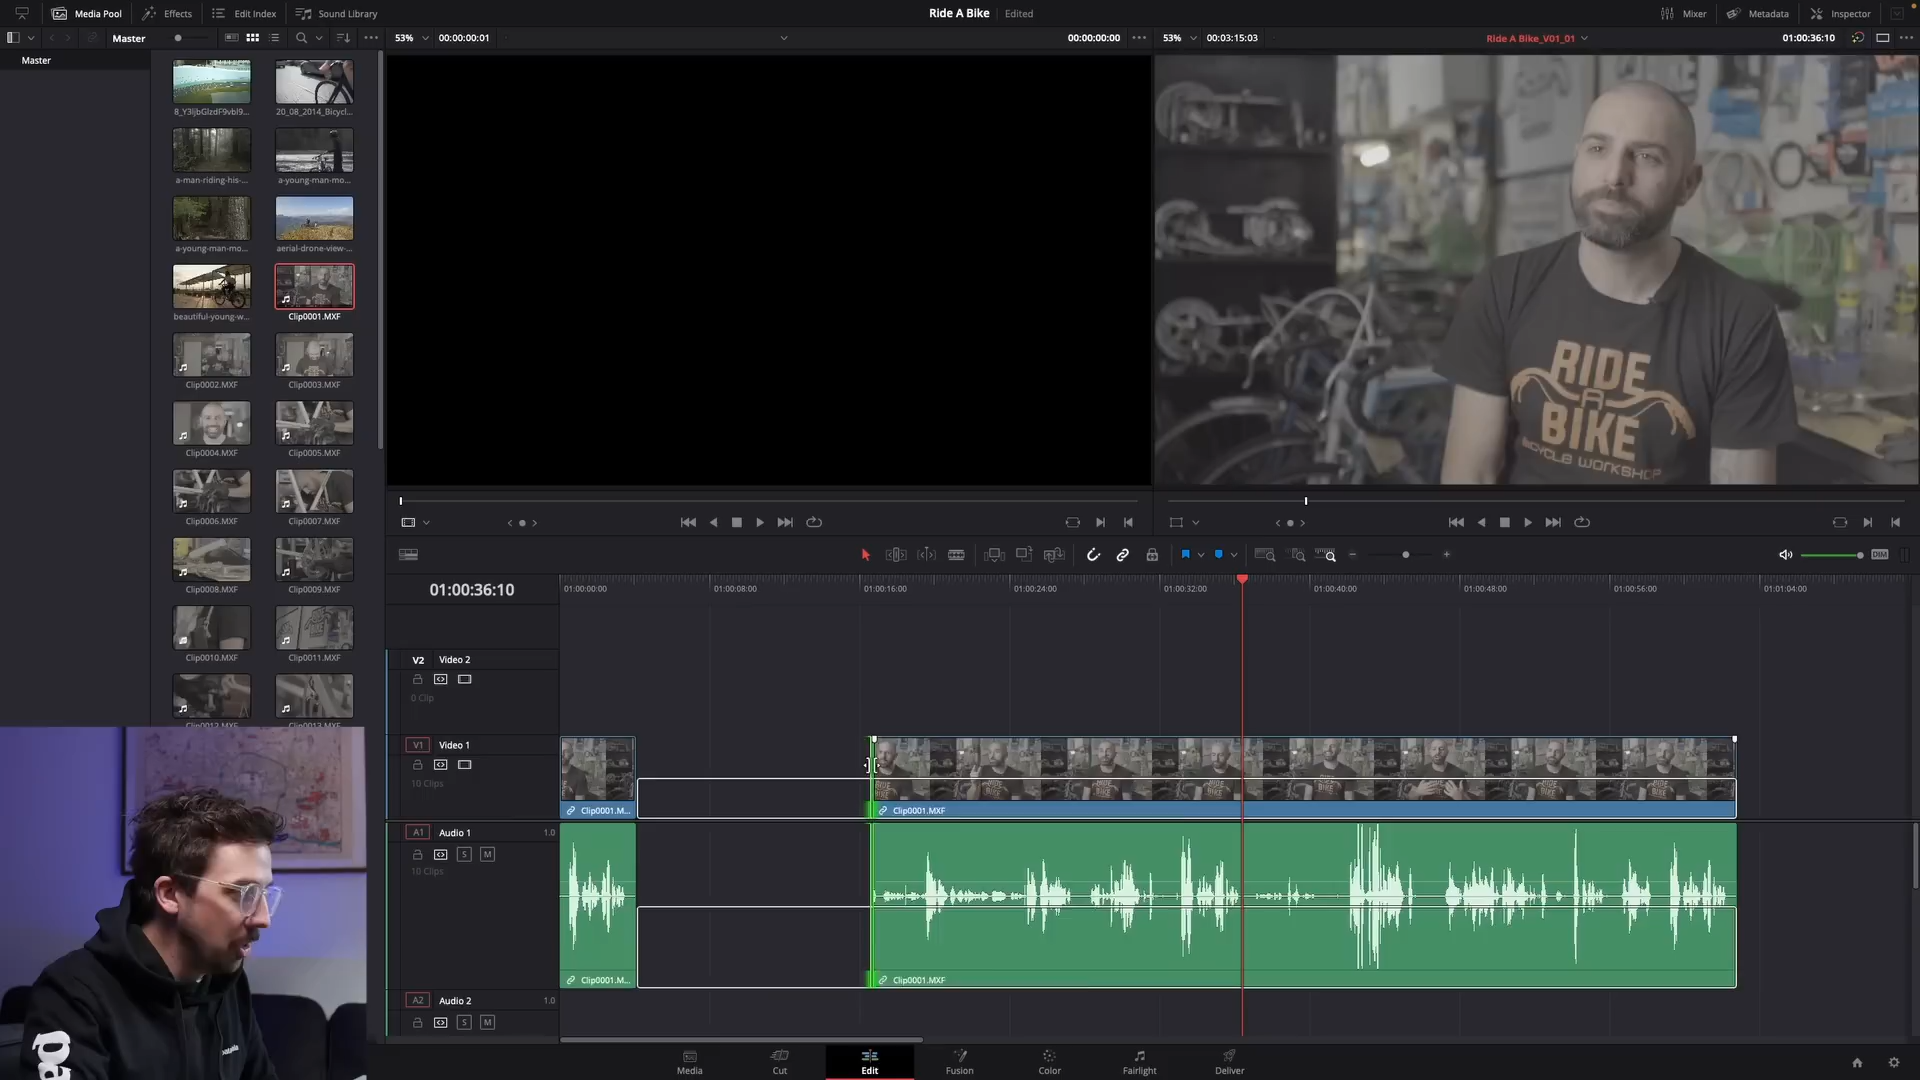 Media Pool Effects Edit Index Sound Library Ride A Bike Edited Mixer Metadata Inspector
Master 53% 00:00:00:01 00:00:00:00 53% 00:03:15:03 Ride A Bike_V01_01 01:00:36:10
Master
8_Y3IjbGlzdF9vbl9... 20_08_2014_Bicycl...
a-man-riding-his-... a-young-man-mo...
a-young-man-mo... aerial-drone-view-...
beautiful-young-w... Clip0001.MXF
Clip0002.MXF Clip0003.MXF
Clip0004.MXF Clip0005.MXF
Clip0006.MXF Clip0007.MXF
Clip0008.MXF Clip0009.MXF
Clip0010.MXF Clip0011.MXF
Clip0012.MXF Clip0013.MXF
RIDE
A
BIKE
BICYCLE WORKSHOP
DIM
01:00:36:10 01:00:00:00 01:00:08:00 01:00:16:00 01:00:24:00 01:00:32:00 01:00:40:00 01:00:48:00 01:00:56:00 01:01:04:00
V2 Video 2
0 Clip
V1 Video 1
10 Clips
Clip0001.M... Clip0001.MXF
A1 Audio 1 1.0
S M
10 Clips
Clip0001.M... Clip0001.MXF
A2 Audio 2 1.0
S M
Media Cut Edit Fusion Color Fairlight Deliver